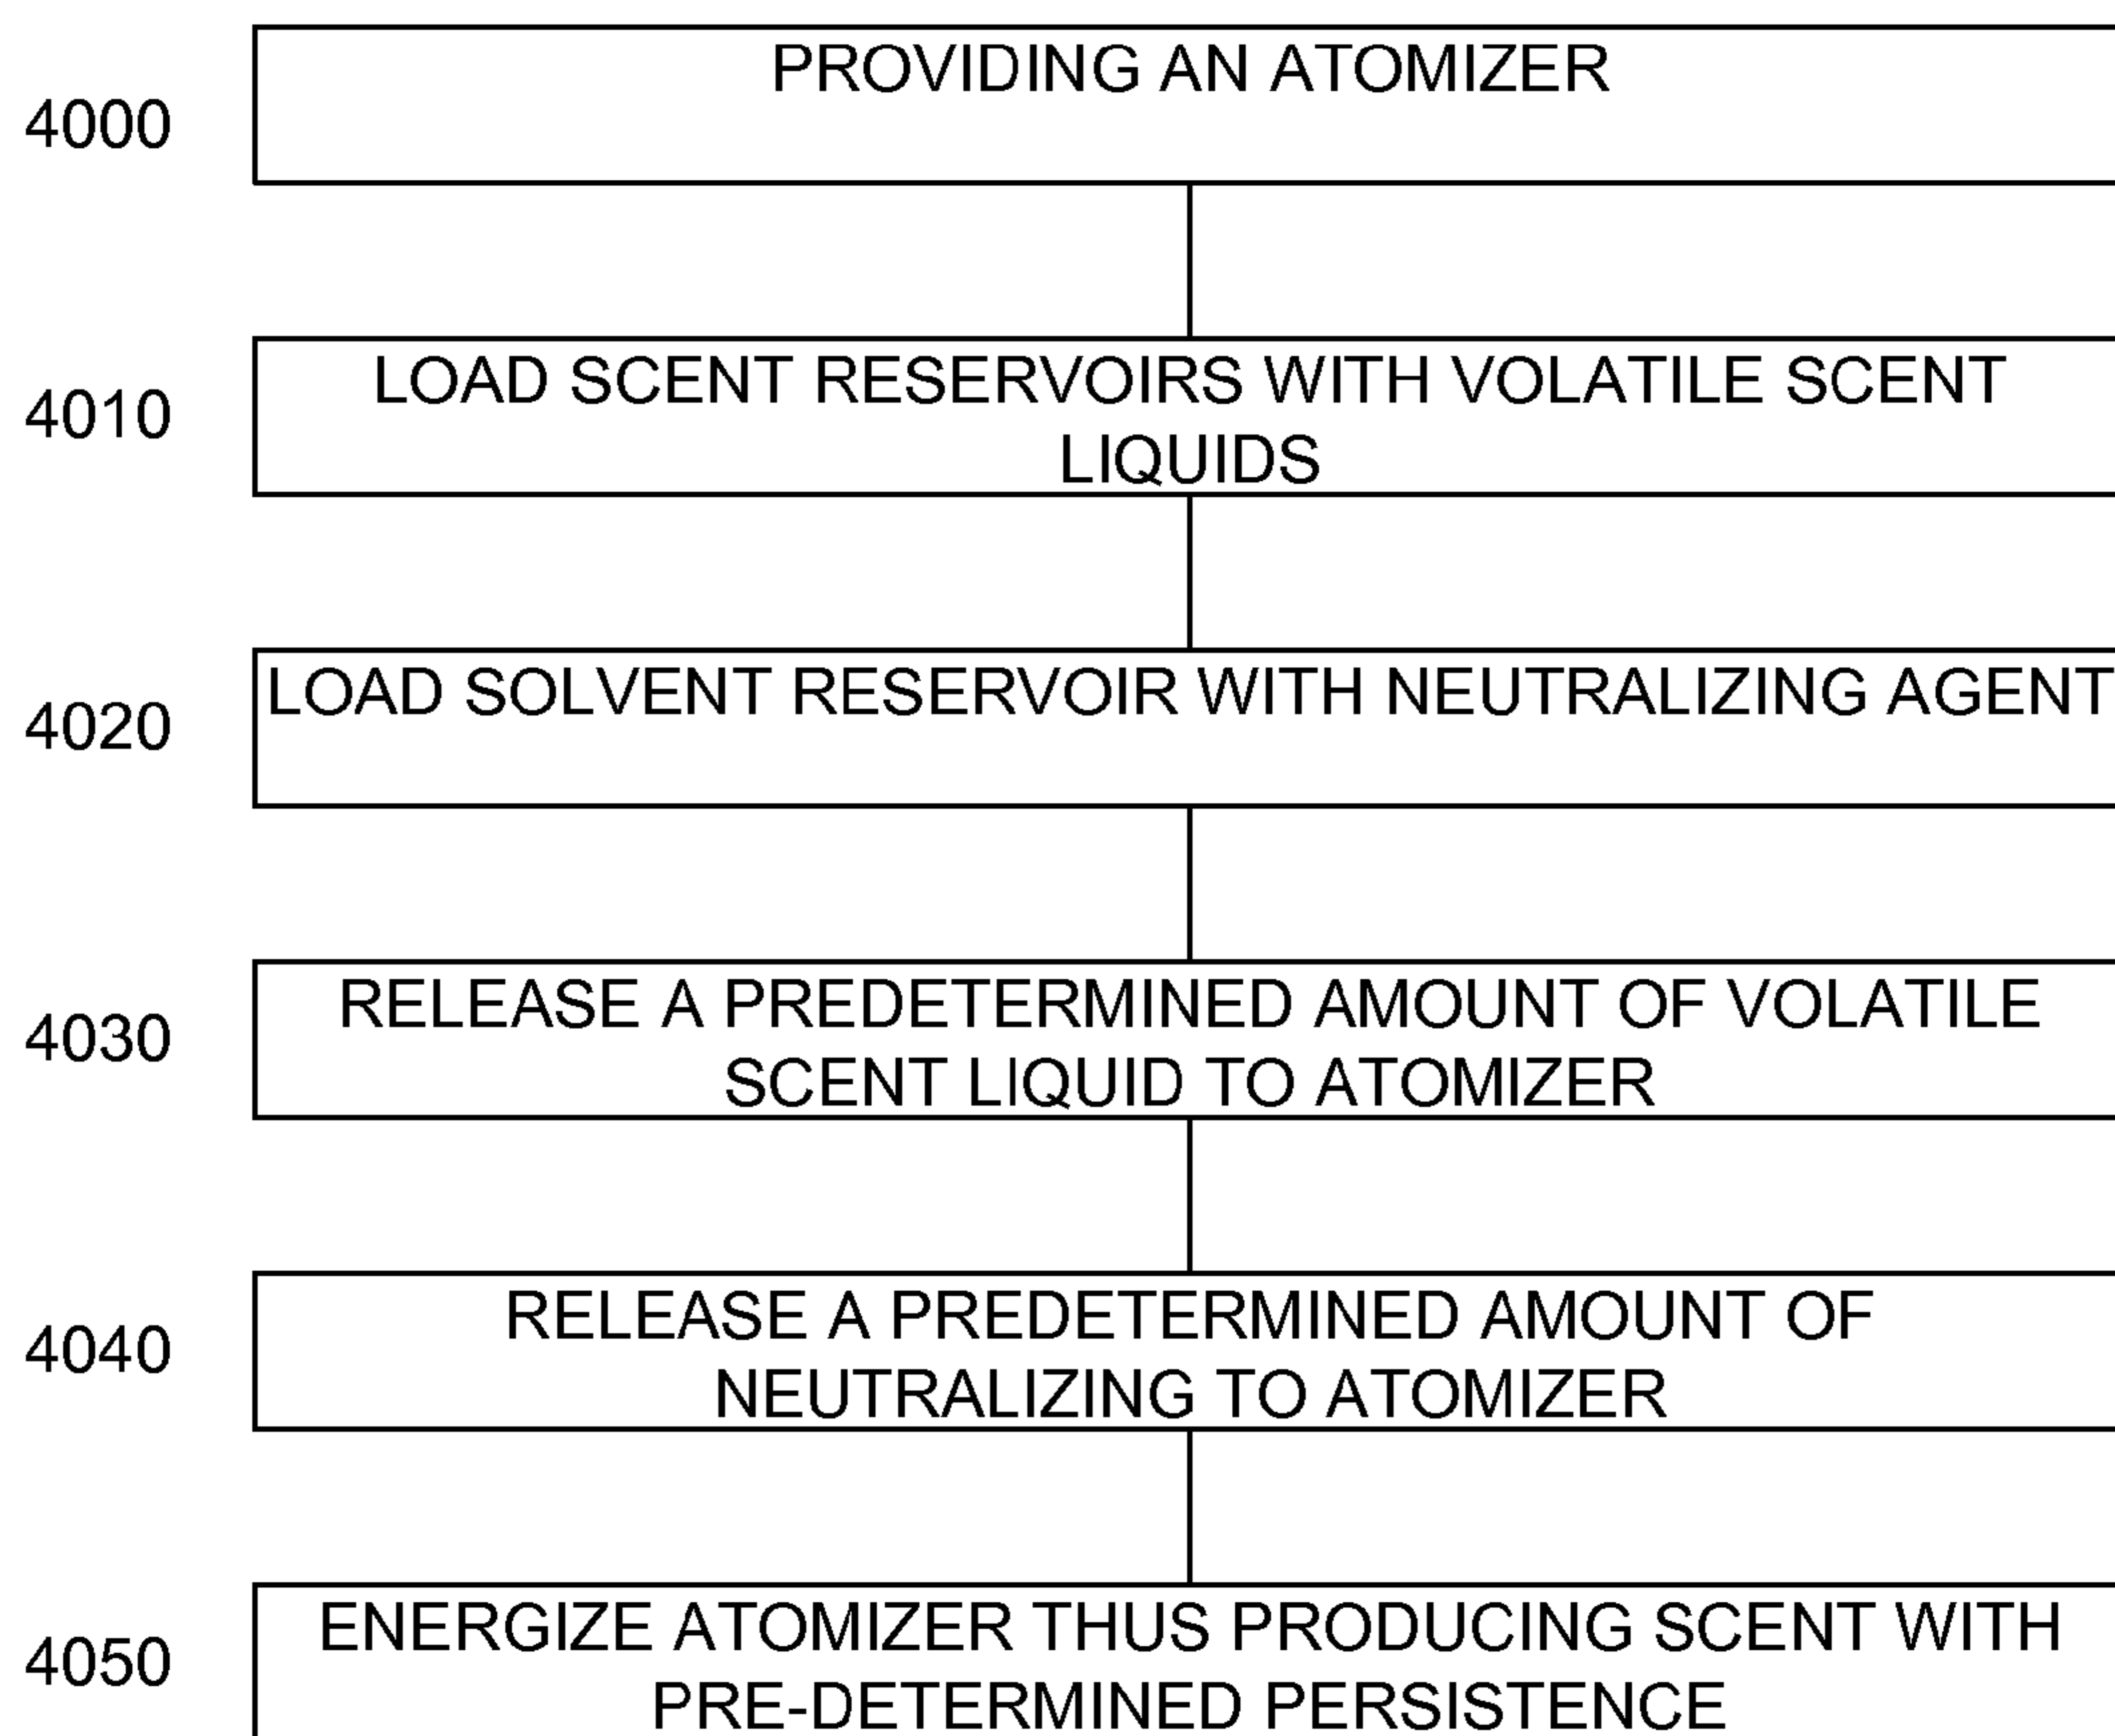 PROVIDING AN ATOMIZER
4000
LOAD SCENT RESERVOIRS WITH VOLATILE SCENT
4010
LIQUIDS
LOAD SOLVENT RESERVOIR WITH NEUTRALIZING AGENT
4020
RELEASE A PREDETERMINED AMOUNT OF VOLATILE
4030
SCENT LIQUID TO ATOMIZER
RELEASE A PREDETERMINED AMOUNT OF
4040
NEUTRALIZING TO ATOMIZER
ENERGIZE ATOMIZER THUS PRODUCING SCENT WITH
4050
PRE-DETERMINED PERSISTENCE